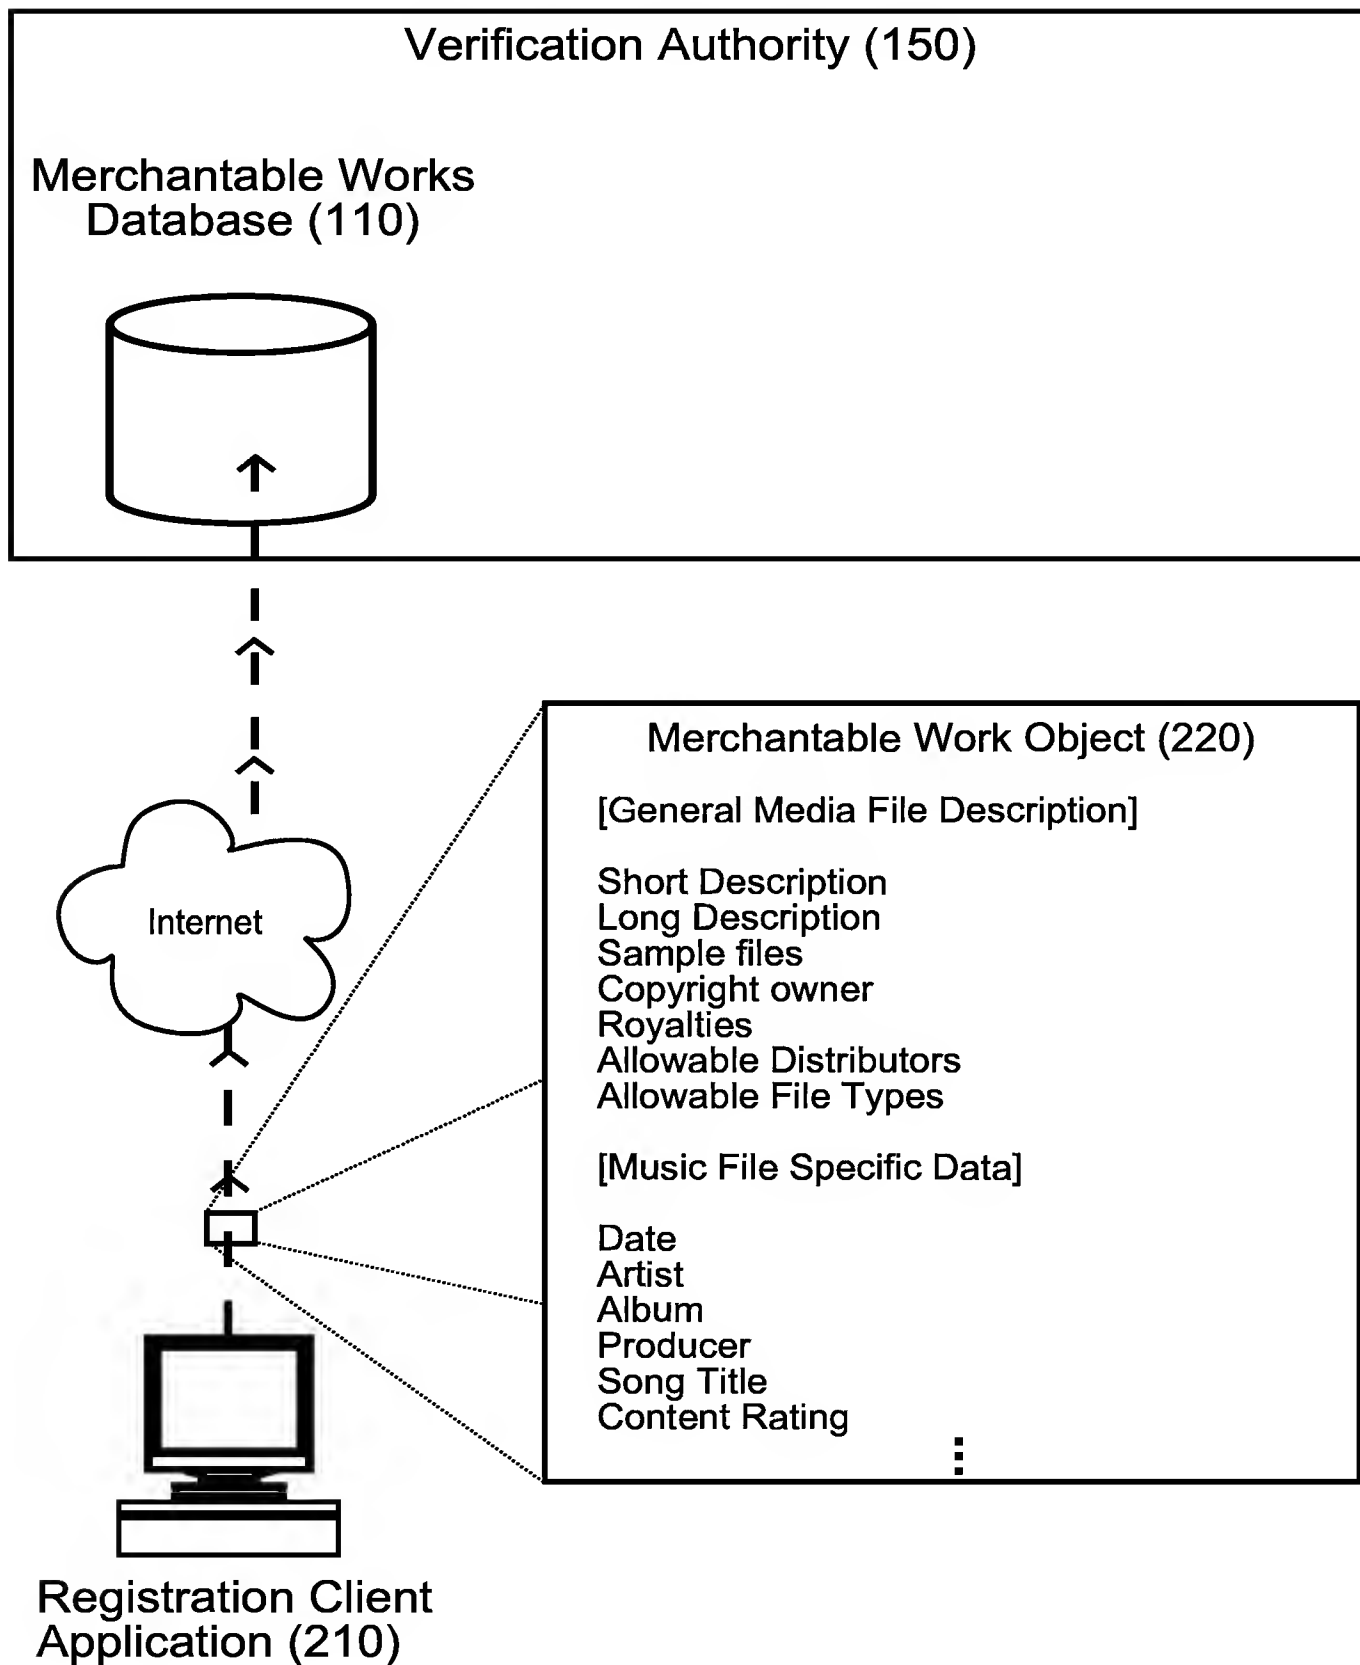 Verification Authority (150)
Merchantable Works
Database (110)
Internet
Merchantable Work Object (220)
[General Media File Description]
Short Description
Long Description
Sample files
Copyright owner
Royalties
Allowable Distributors
Allowable File Types
[Music File Specific Data]
Date
Artist
Album
Producer
Song Title
Content Rating
Registration Client
Application (210)